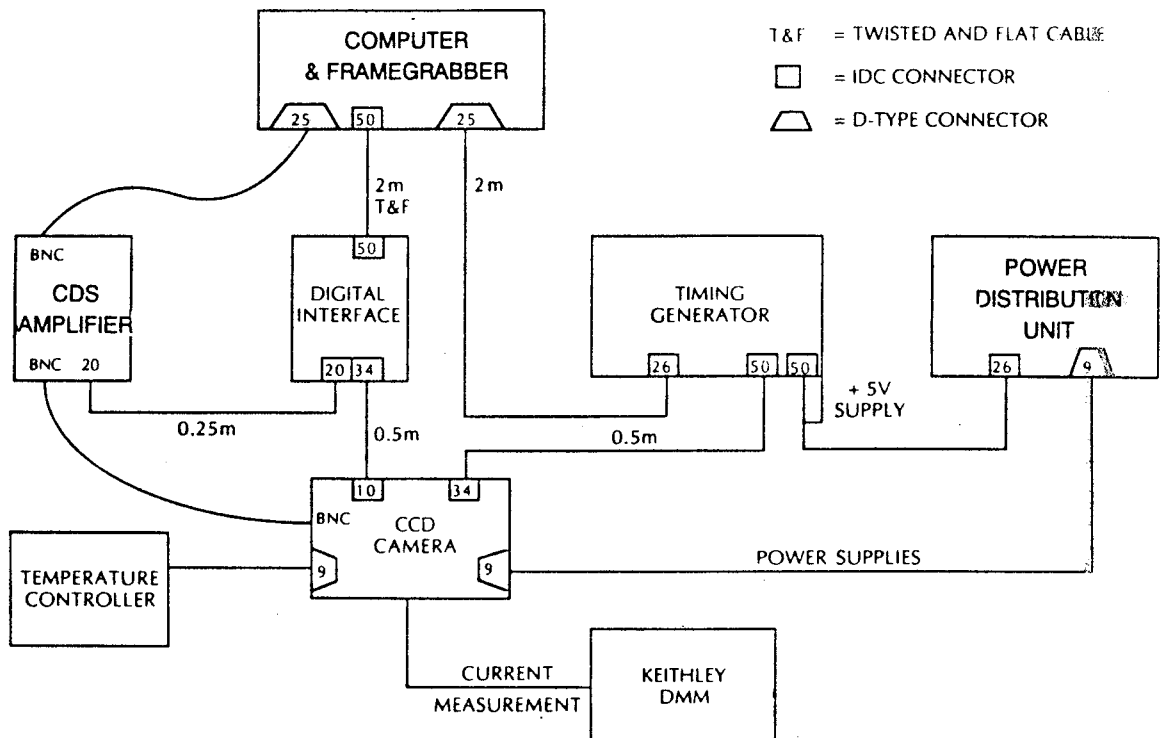 COMPUTER
& FRAMEGRABBER
25
50
25
T&F = TWISTED AND FLAT CABLE
= IDC CONNECTOR
= D-TYPE CONNECTOR
2m
T&F
2m
BNC
CDS
AMPLIFIER
BNC 20
50
DIGITAL
INTERFACE
20 34
TIMING
GENERATOR
26
50
50
POWER
DISTRIBUTION
UNIT
26
9
+ 5V
SUPPLY
0.25m
0.5m
0.5m
10
34
BNC
CCD
CAMERA
9
9
TEMPERATURE
CONTROLLER
POWER SUPPLIES
CURRENT
MEASUREMENT
KEITHLEY
DMM